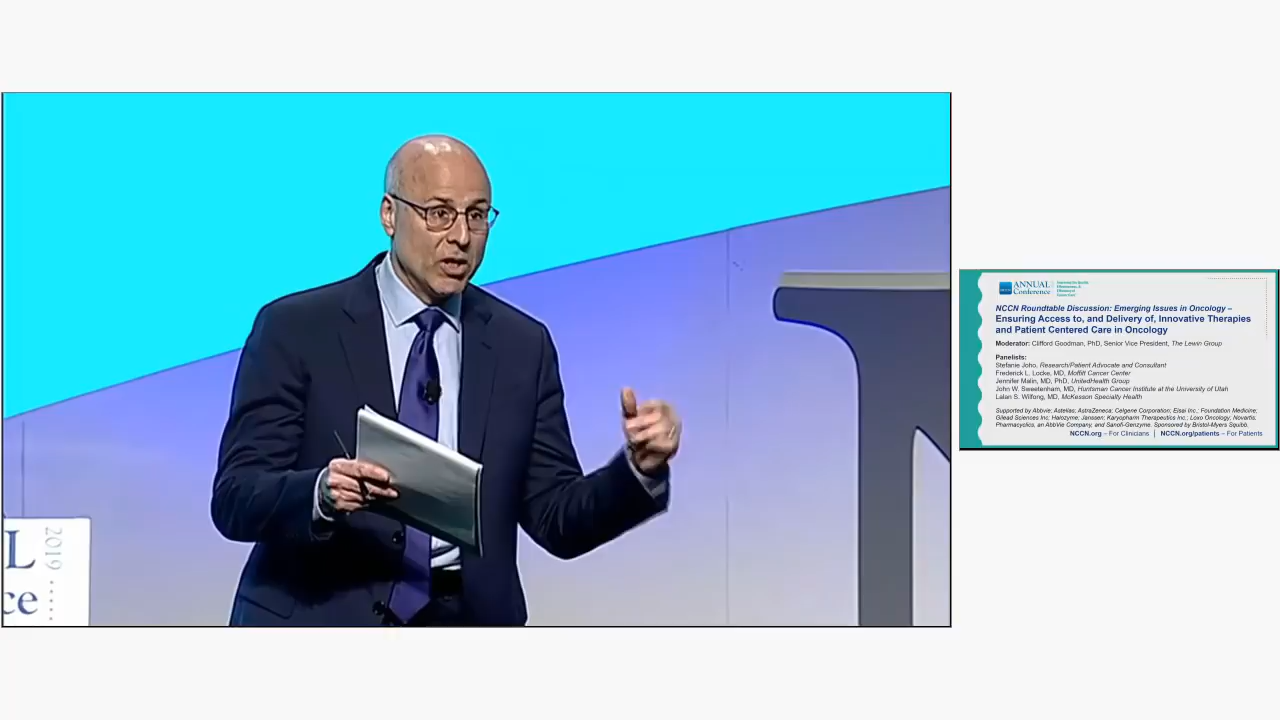 L
ce
2019
ANNUAL
Conference
NCCN Roundtable Discussion: Emerging Issues in Oncology –
Ensuring Access to, and Delivery of, Innovative Therapies
and Patient Centered Care in Oncology
Moderator: Clifford Goodman, PhD, Senior Vice President, The Lewin Group
Panelists:
Stefanie Joho, Research/Patient Advocate and Consultant
Frederick L. Locke, MD, Moffitt Cancer Center
Jennifer Malin, MD, PhD, UnitedHealth Group
John W. Sweetenham, MD, Huntsman Cancer Institute at the University of Utah
Lalan S. Wilfong, MD, McKesson Specialty Health
Supported by Abbvie; Astellas; AstraZeneca; Celgene Corporation; Eisai Inc.; Foundation Medicine;
Gilead Sciences Inc; Halozyme; Janssen; Karyopharm Therapeutics Inc.; Loxo Oncology; Novartis;
Pharmacyclics, an AbbVie Company, and Sanofi-Genzyme. Sponsored by Bristol-Myers Squibb.
NCCN.org – For Clinicians | NCCN.org/patients – For Patients